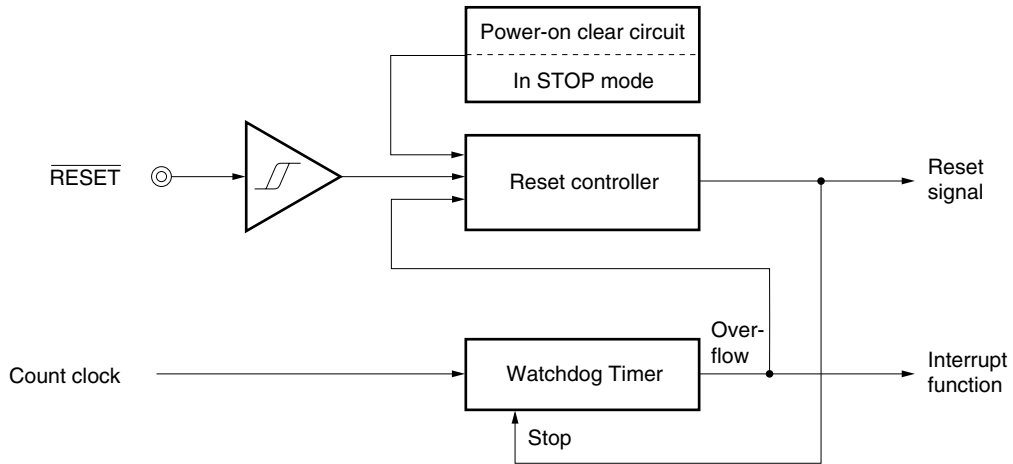 Power-on clear circuit
In STOP mode
RESET
Reset controller
Reset
signal
Over-
flow
Count clock
Watchdog Timer
Interrupt
function
Stop